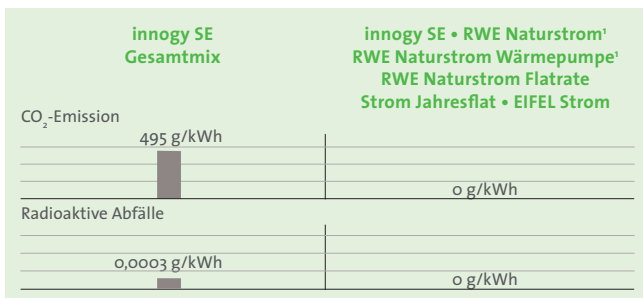 innogy SE
Gesamtmix
innogy SE • RWE Naturstrom¹
RWE Naturstrom Wärmepumpe¹
RWE Naturstrom Flatrate
Strom Jahresflat • EIFEL Strom
CO₂-Emission
495 g/kWh
0 g/kWh
Radioaktive Abfälle
0,0003 g/kWh
0 g/kWh